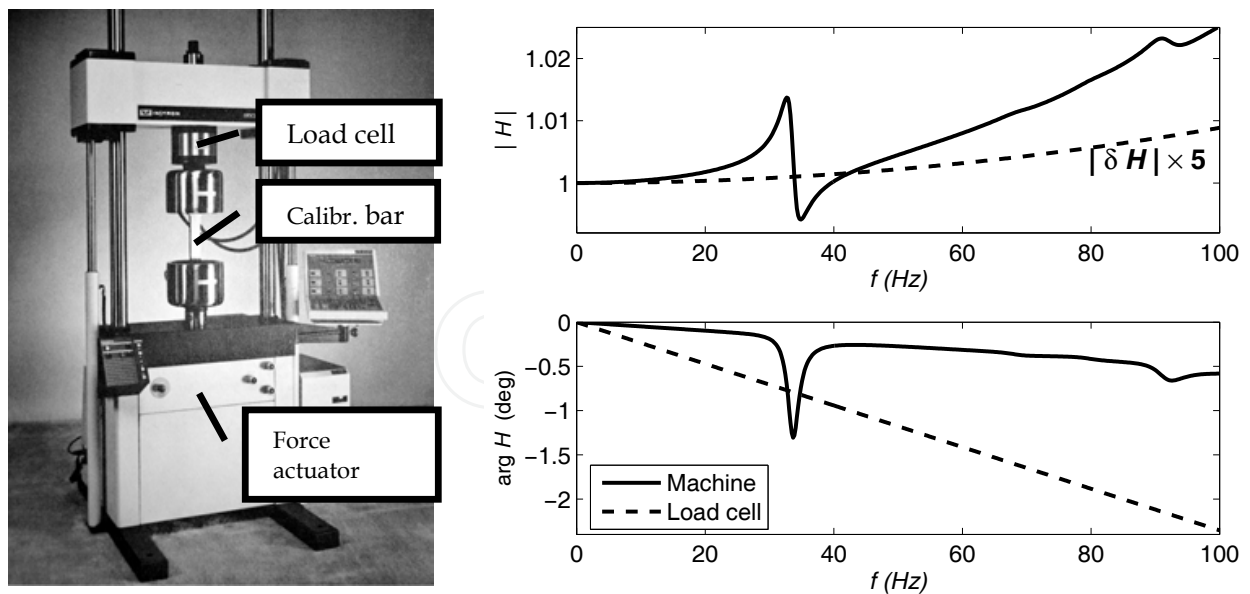 Load cell
Calibr. bar
Force
actuator
1.02
1.01
1
| H |
⌈δ H| × 5
0 20 40 60 80 100
f (Hz)
0
−0.5
−1
−1.5
−2
arg H (deg)
Machine
Load cell
0 20 40 60 80 100
f (Hz)